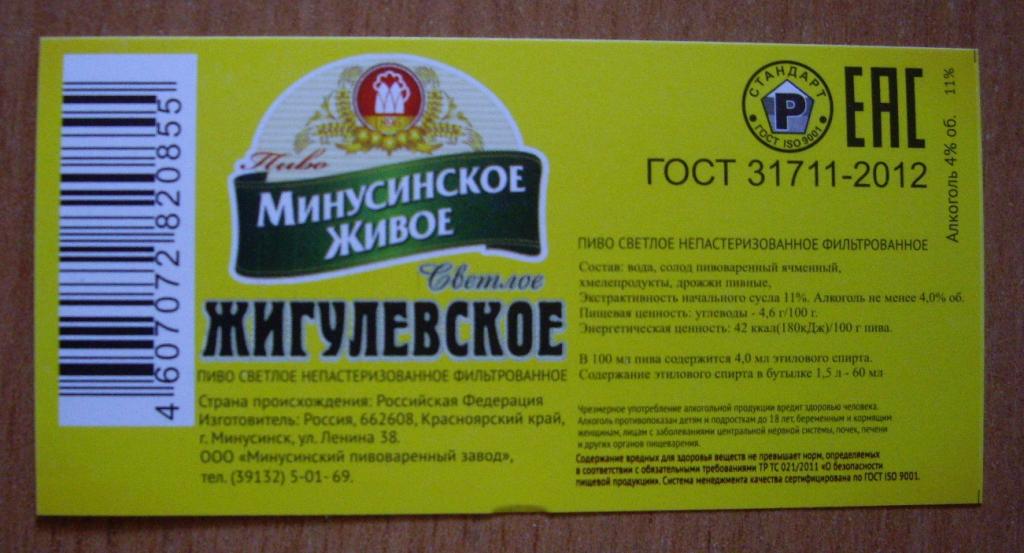 4 607072 820855
Пиво
МИНУСИНСКОЕ
ЖИВОЕ
Светлое
ЖИГУЛЕВСКОЕ
ПИВО СВЕТЛОЕ НЕПАСТЕРИЗОВАННОЕ ФИЛЬТРОВАННОЕ
Страна происхождения: Российская Федерация
Изготовитель: Россия, 662608, Красноярский край,
г. Минусинск, ул. Ленина 38.
ООО «Минусинский пивоваренный завод»,
тел. (39132) 5-01- 69.
СТАНДАРТ
Р
ГОСТ ISO 9001
ЕАС
ГОСТ 31711-2012
Алкоголь 4% об. 11%
ПИВО СВЕТЛОЕ НЕПАСТЕРИЗОВАННОЕ ФИЛЬТРОВАННОЕ
Состав: вода, солод пивоваренный ячменный,
хмелепродукты, дрожжи пивные,
Экстрактивность начального сусла 11%. Алкоголь не менее 4,0% об.
Пищевая ценность: углеводы - 4,6 г/100 г.
Энергетическая ценность: 42 ккал(180кДж)/100 г пива.
В 100 мл пива содержится 4,0 мл этилового спирта.
Содержание этилового спирта в бутылке 1,5 л - 60 мл
Чрезмерное употребление алкогольной продукции вредит здоровью человека.
Алкоголь противопоказан детям и подросткам до 18 лет, беременным и кормящим
женщинам, лицам с заболеваниями центральной нервной системы, почек, печени
и других органов пищеварения.
Содержание вредных для здоровья веществ не превышает норм, определяемых
в соответствии с обязательными требованиями ТР ТС 021/2011 «О безопасности
пищевой продукции». Система менеджмента качества сертифицирована по ГОСТ ISO 9001.